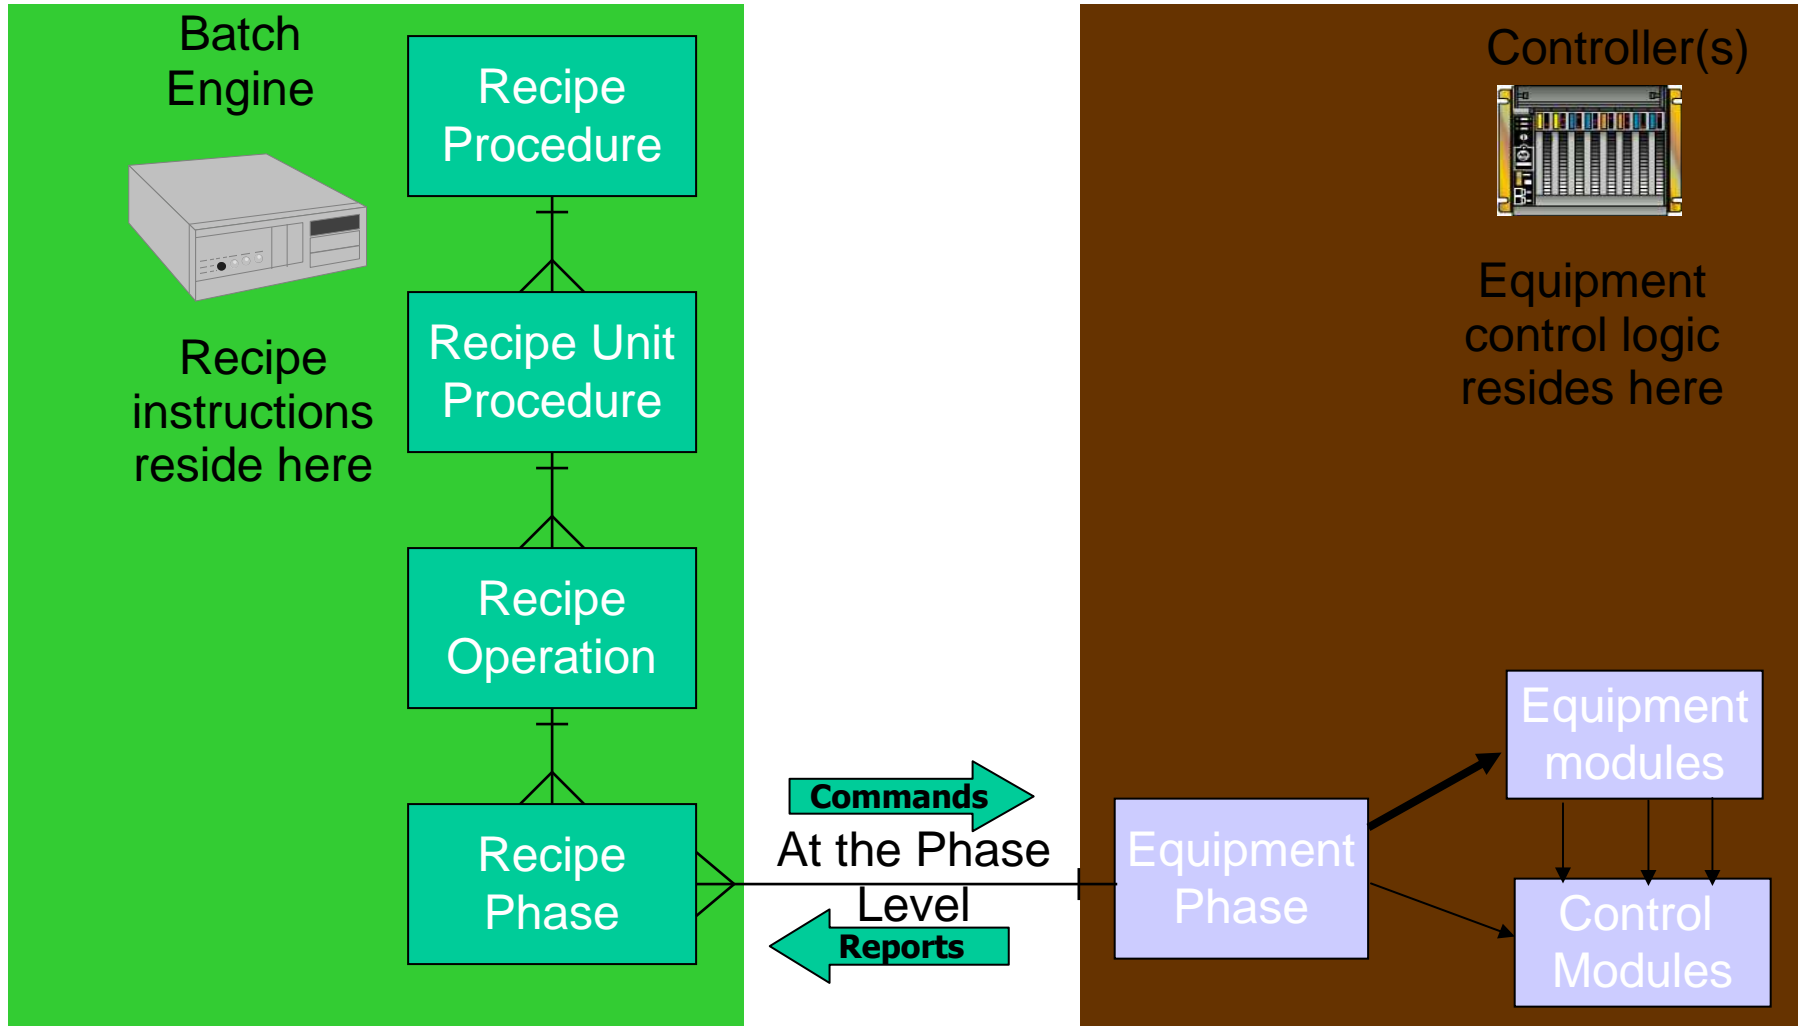 Batch
Engine
Recipe
instructions
reside here
Recipe
Procedure
Recipe Unit
Procedure
Recipe
Operation
Recipe
Phase
Commands
At the Phase
Level
Reports
Controller(s)
Equipment
control logic
resides here
Equipment
Phase
Equipment
modules
Control
Modules